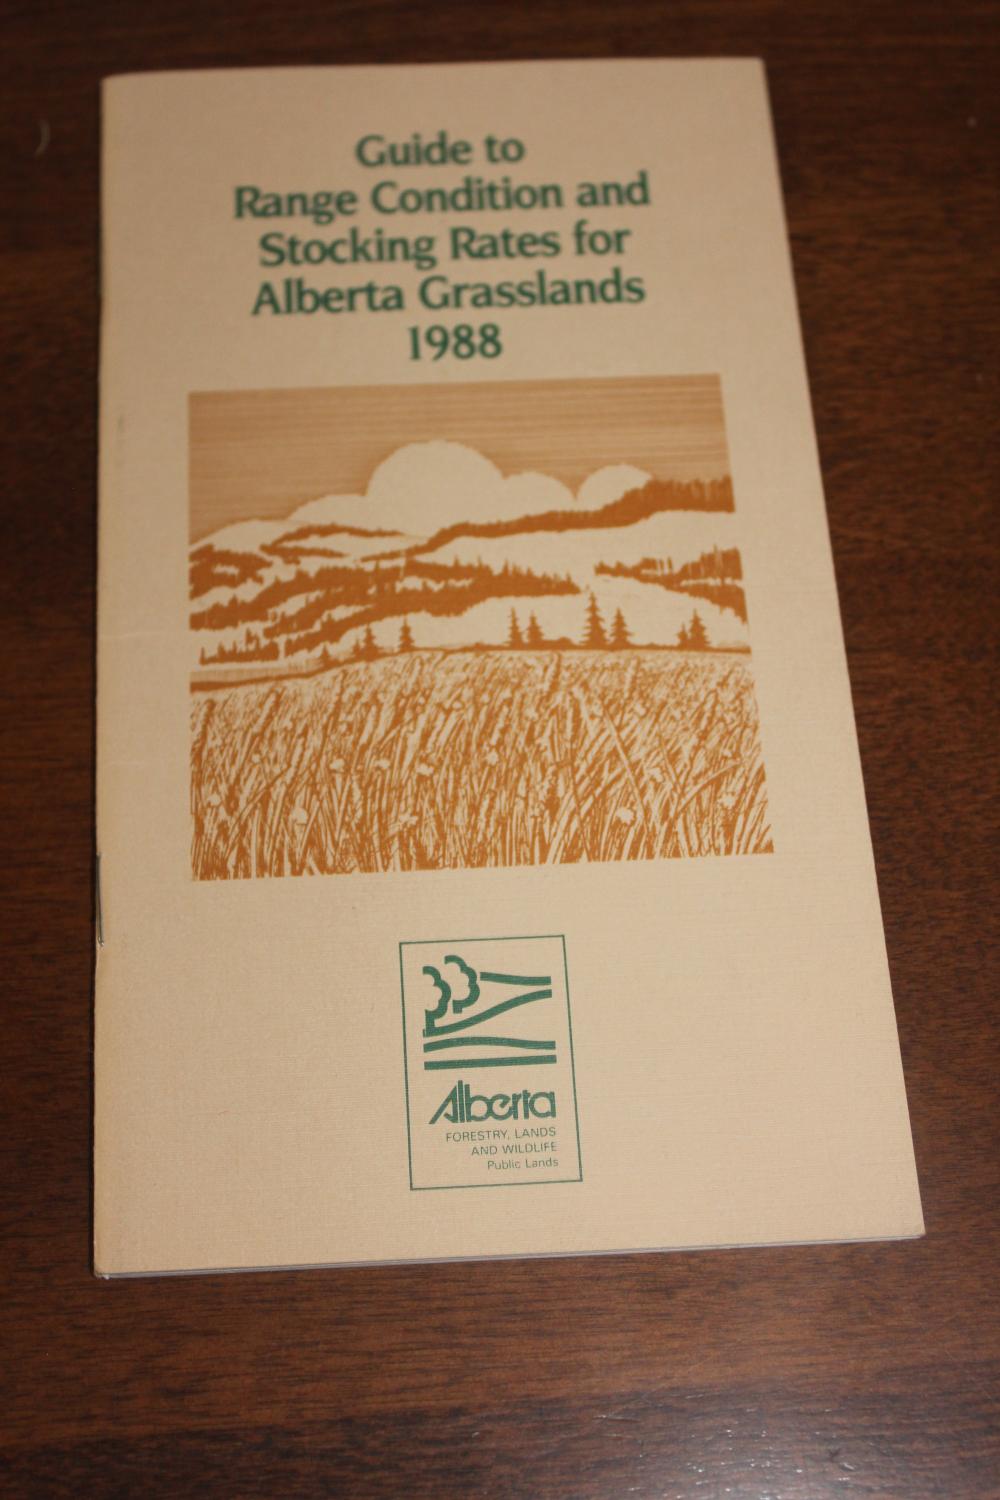 Guide to
Range Condition and
Stocking Rates for
Alberta Grasslands
1988
Alberta
FORESTRY, LANDS
AND WILDLIFE
Public Lands